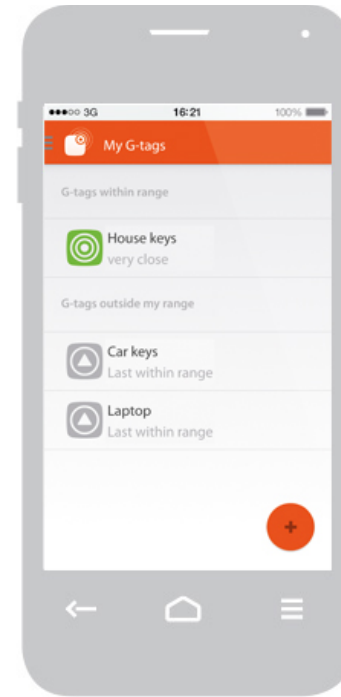 3G 16:21 100%
My G-tags
G-tags within range
House keys
very close
G-tags outside my range
Car keys
Last within range
Laptop
Last within range
+